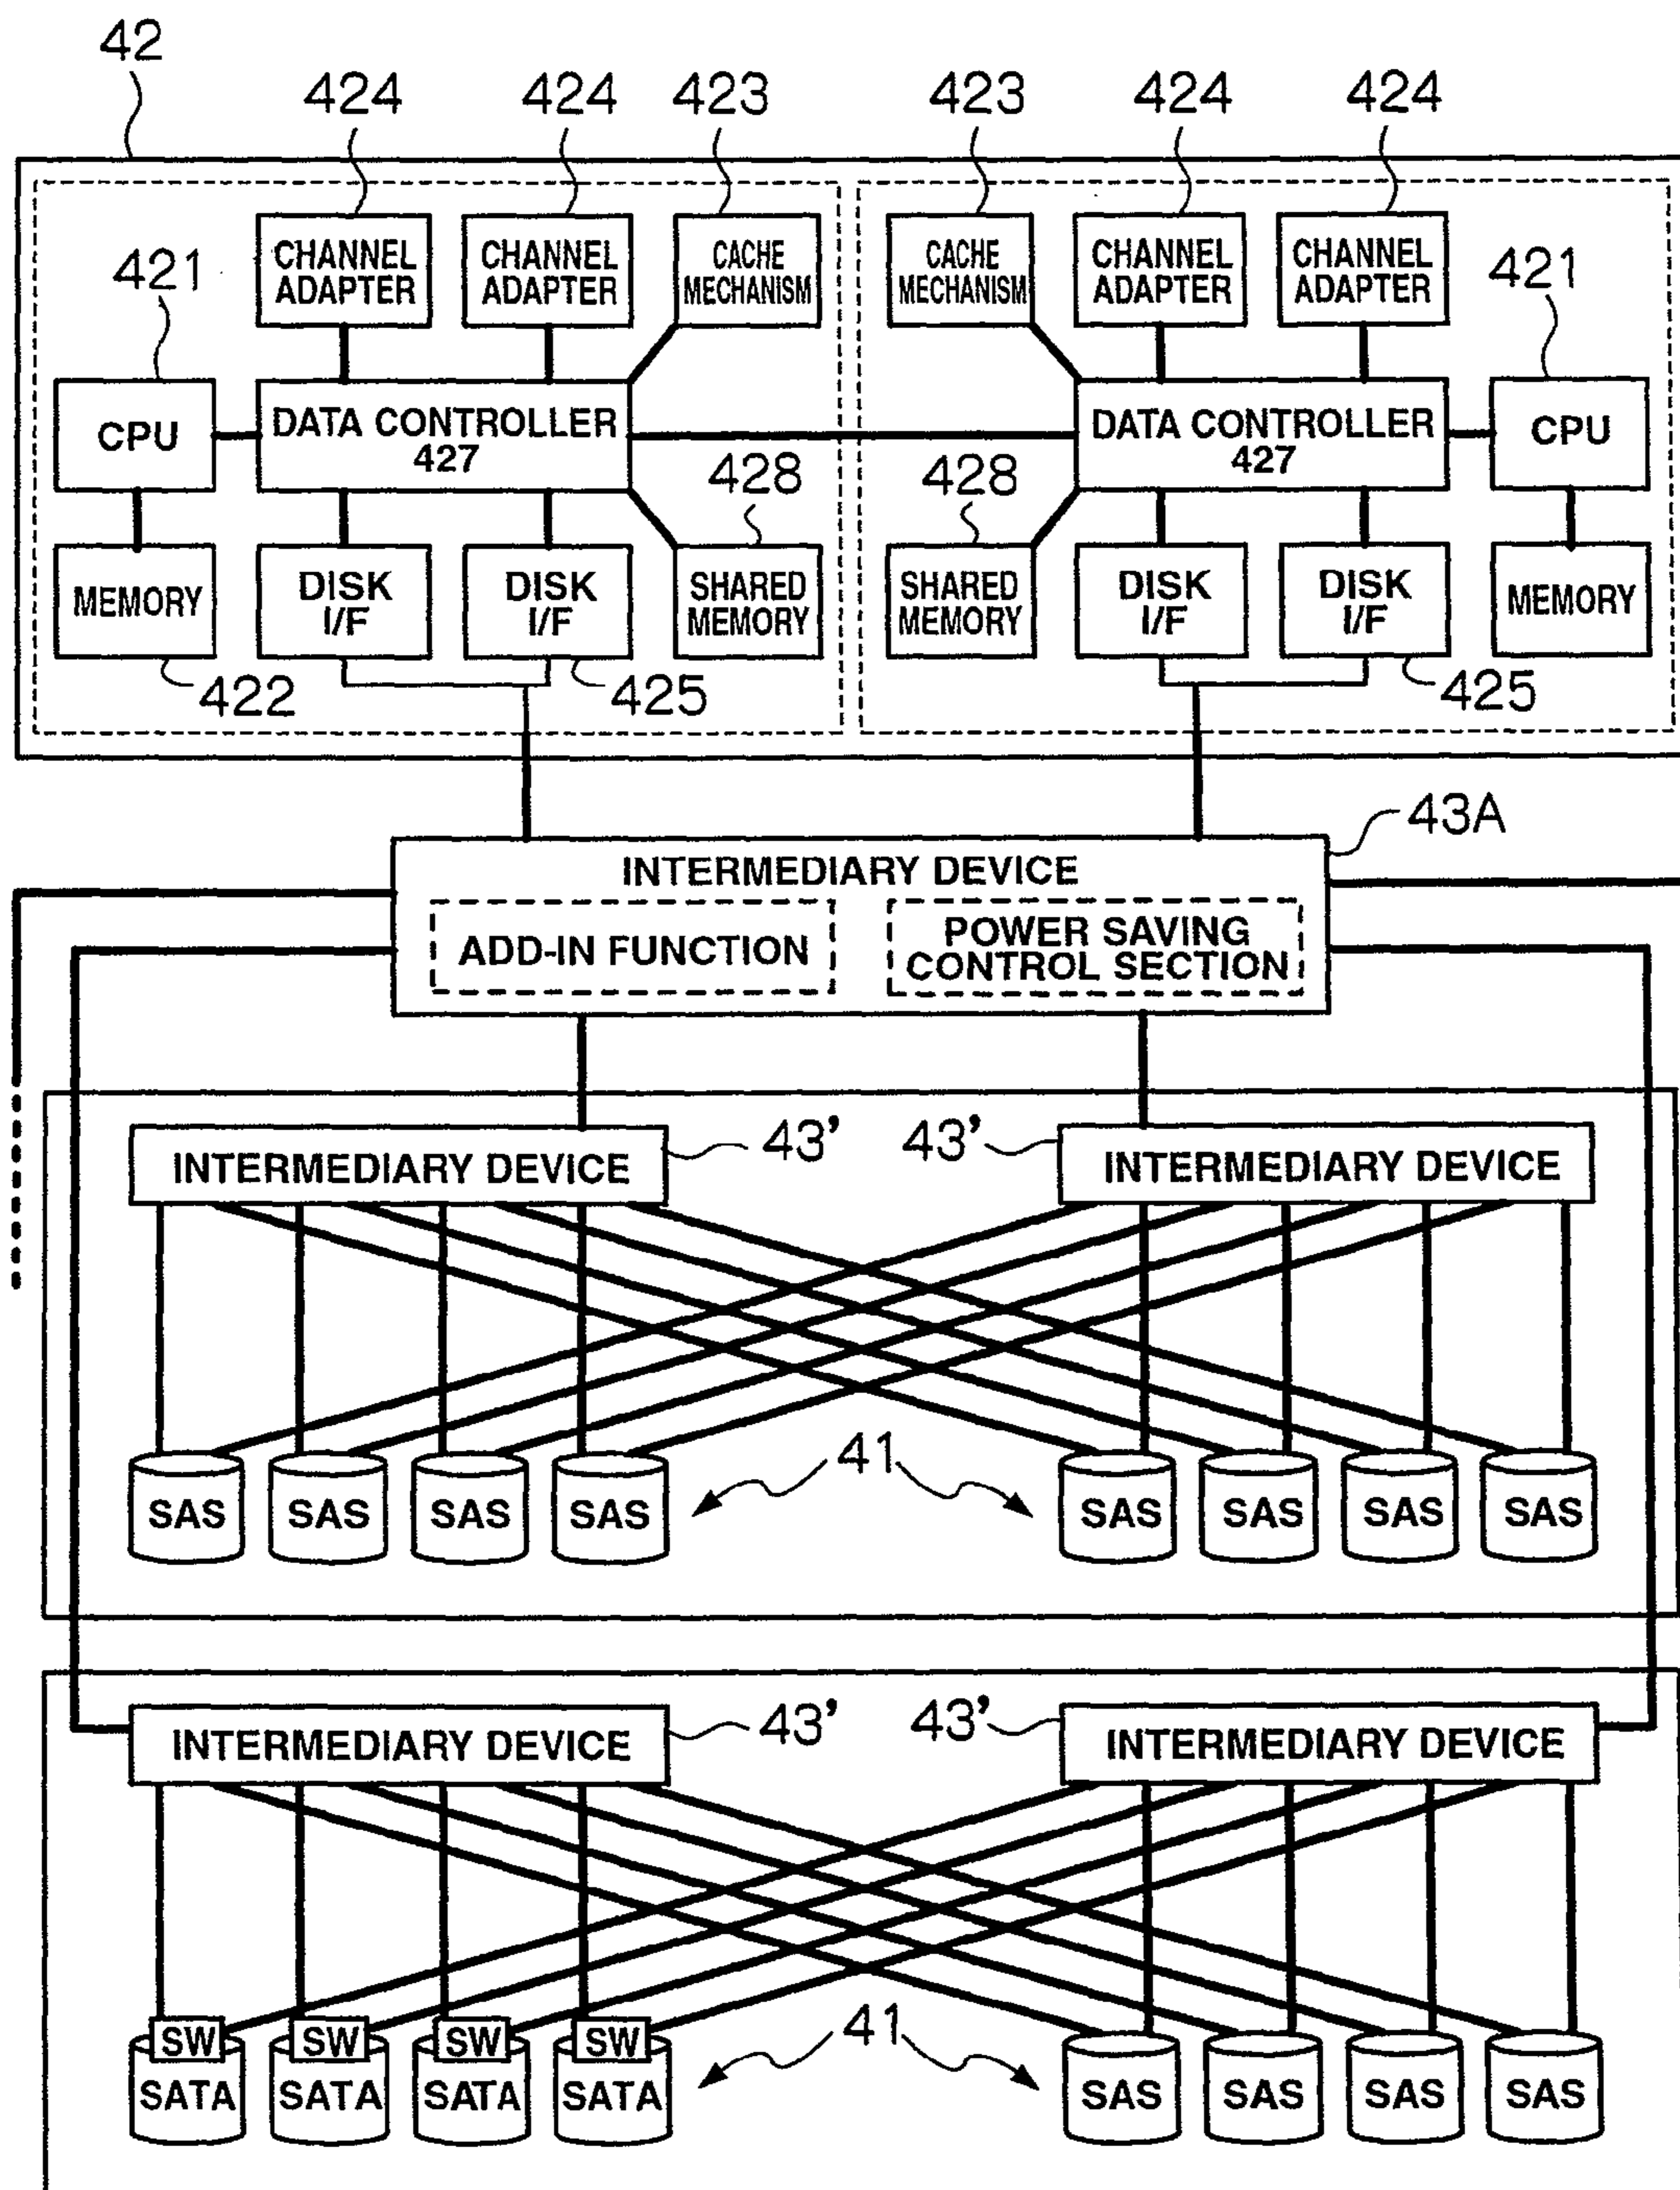 42
424 424 423 423 424 424
CHANNEL
ADAPTER
CHANNEL
ADAPTER
CACHE
MECHANISM
CACHE
MECHANISM
CHANNEL
ADAPTER
CHANNEL
ADAPTER
421 421
CPU
DATA CONTROLLER
427
DATA CONTROLLER
427
CPU
428 428
MEMORY
DISK
I/F
DISK
I/F
SHARED
MEMORY
SHARED
MEMORY
DISK
I/F
DISK
I/F
MEMORY
422 425 425
43A
INTERMEDIARY DEVICE
ADD-IN FUNCTION
POWER SAVING
CONTROL SECTION
INTERMEDIARY DEVICE 43' 43' INTERMEDIARY DEVICE
41
SAS SAS SAS SAS SAS SAS SAS SAS
INTERMEDIARY DEVICE 43' 43' INTERMEDIARY DEVICE
41
SW SW SW SW
SATA SATA SATA SATA SAS SAS SAS SAS